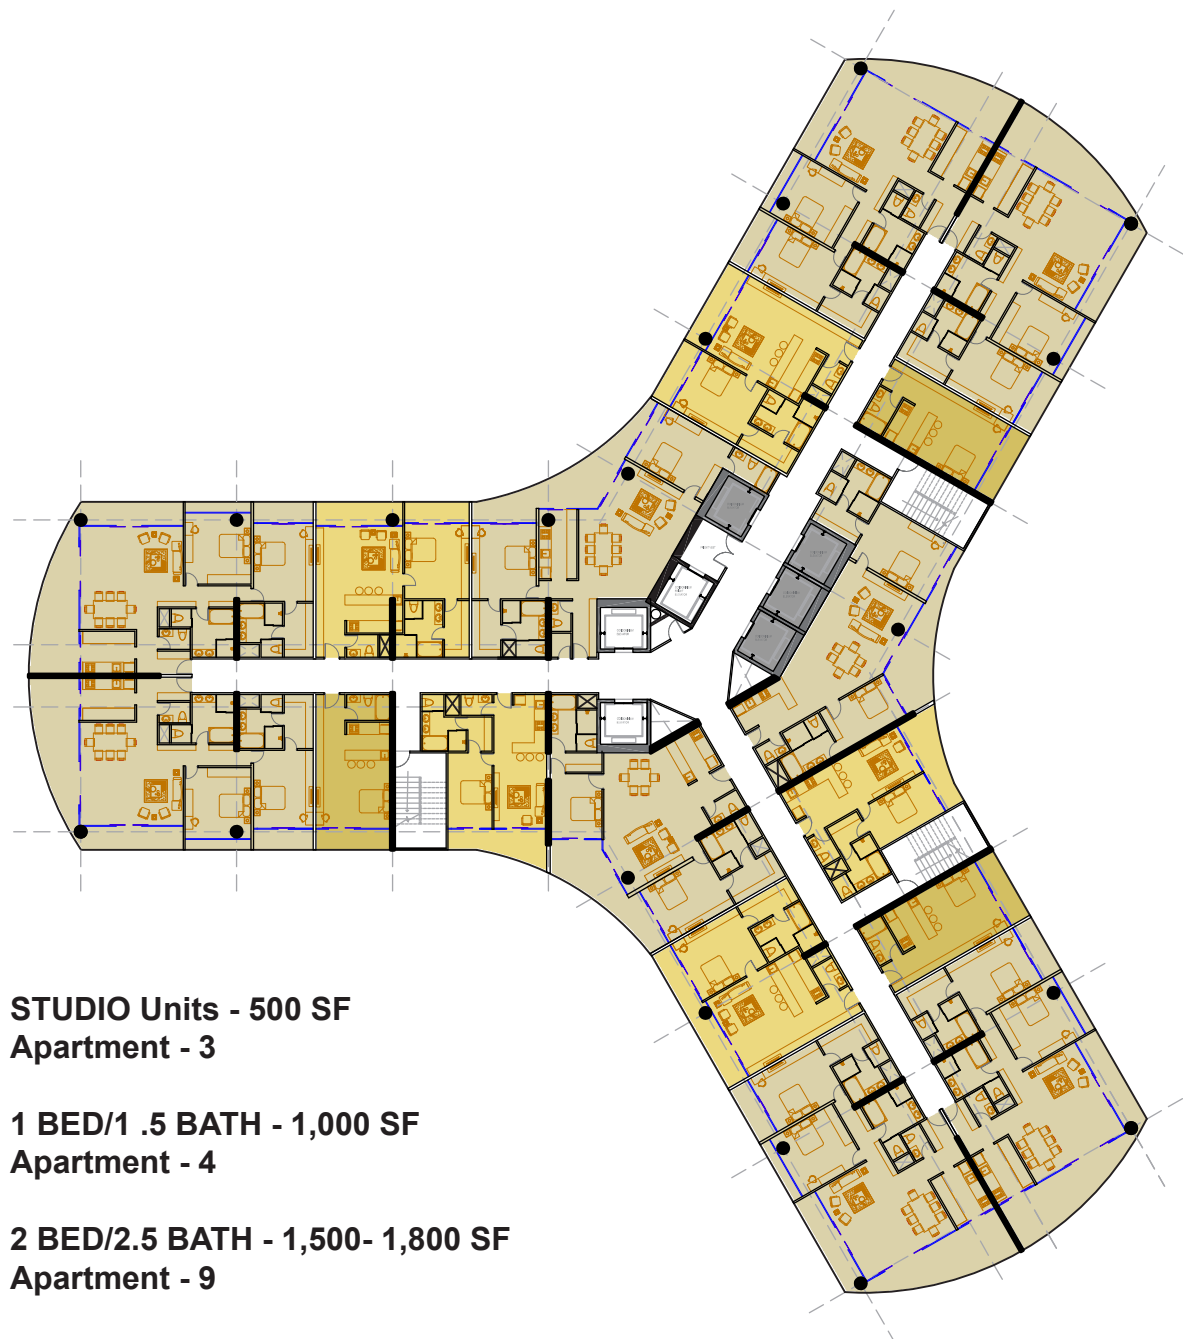 STUDIO Units - 500 SF
Apartment - 3
1 BED/1 .5 BATH - 1,000 SF
Apartment - 4
2 BED/2.5 BATH - 1,500- 1,800 SF
Apartment - 9